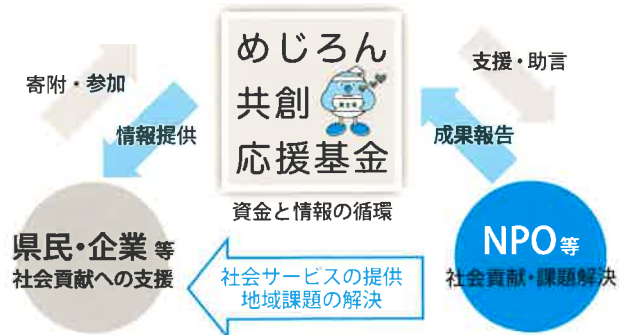 めじろん
共創
応援基金
資金と情報の循環
寄附・参加
情報提供
支援・助言
成果報告
県民・企業 等
社会貢献への支援
NPO等
社会貢献・課題解決
社会サービスの提供
地域課題の解決